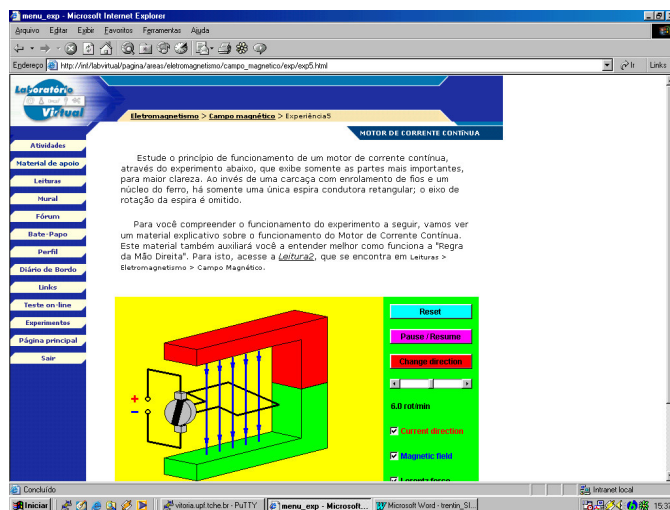 menu_exp - Microsoft Internet Explorer
Arquivo Editar Exibir Favoritos Ferramentas Ajuda
Endereço http://inf/labvirtual/pagina/areas/eletromagnetismo/campo_magnetico/exp/exp5.html Ir Links
Laboratório
Virtual
Eletromagnetismo > Campo magnético > Experiência5
MOTOR DE CORRENTE CONTÍNUA
Atividades
Material de apoio
Leituras
Mural
Fórum
Bate-Papo
Perfil
Diário de Bordo
Links
Teste on-line
Experimentos
Página principal
Sair
Estude o princípio de funcionamento de um motor de corrente contínua,
através do experimento abaixo, que exibe somente as partes mais importantes,
para maior clareza. Ao invés de uma carcaça com enrolamento de fios e um
núcleo do ferro, há somente uma única espira condutora retangular; o eixo de
rotação da espira é omitido.
Para você compreender o funcionamento do experimento a seguir, vamos ver
um material explicativo sobre o funcionamento do Motor de Corrente Contínua.
Este material também auxiliará você a entender melhor como funciona a "Regra
da Mão Direita". Para isto, acesse a Leitura2, que se encontra em Leituras >
Eletromagnetismo > Campo Magnético.
+
−
Reset
Pause / Resume
Change direction
6.0 rot/min
Current direction
Magnetic field
Lorentz force
Concluído Intranet local
Iniciar vitoria.upf.tche.br - PuTTY menu_exp - Microsoft... Microsoft Word - trentin_SI...